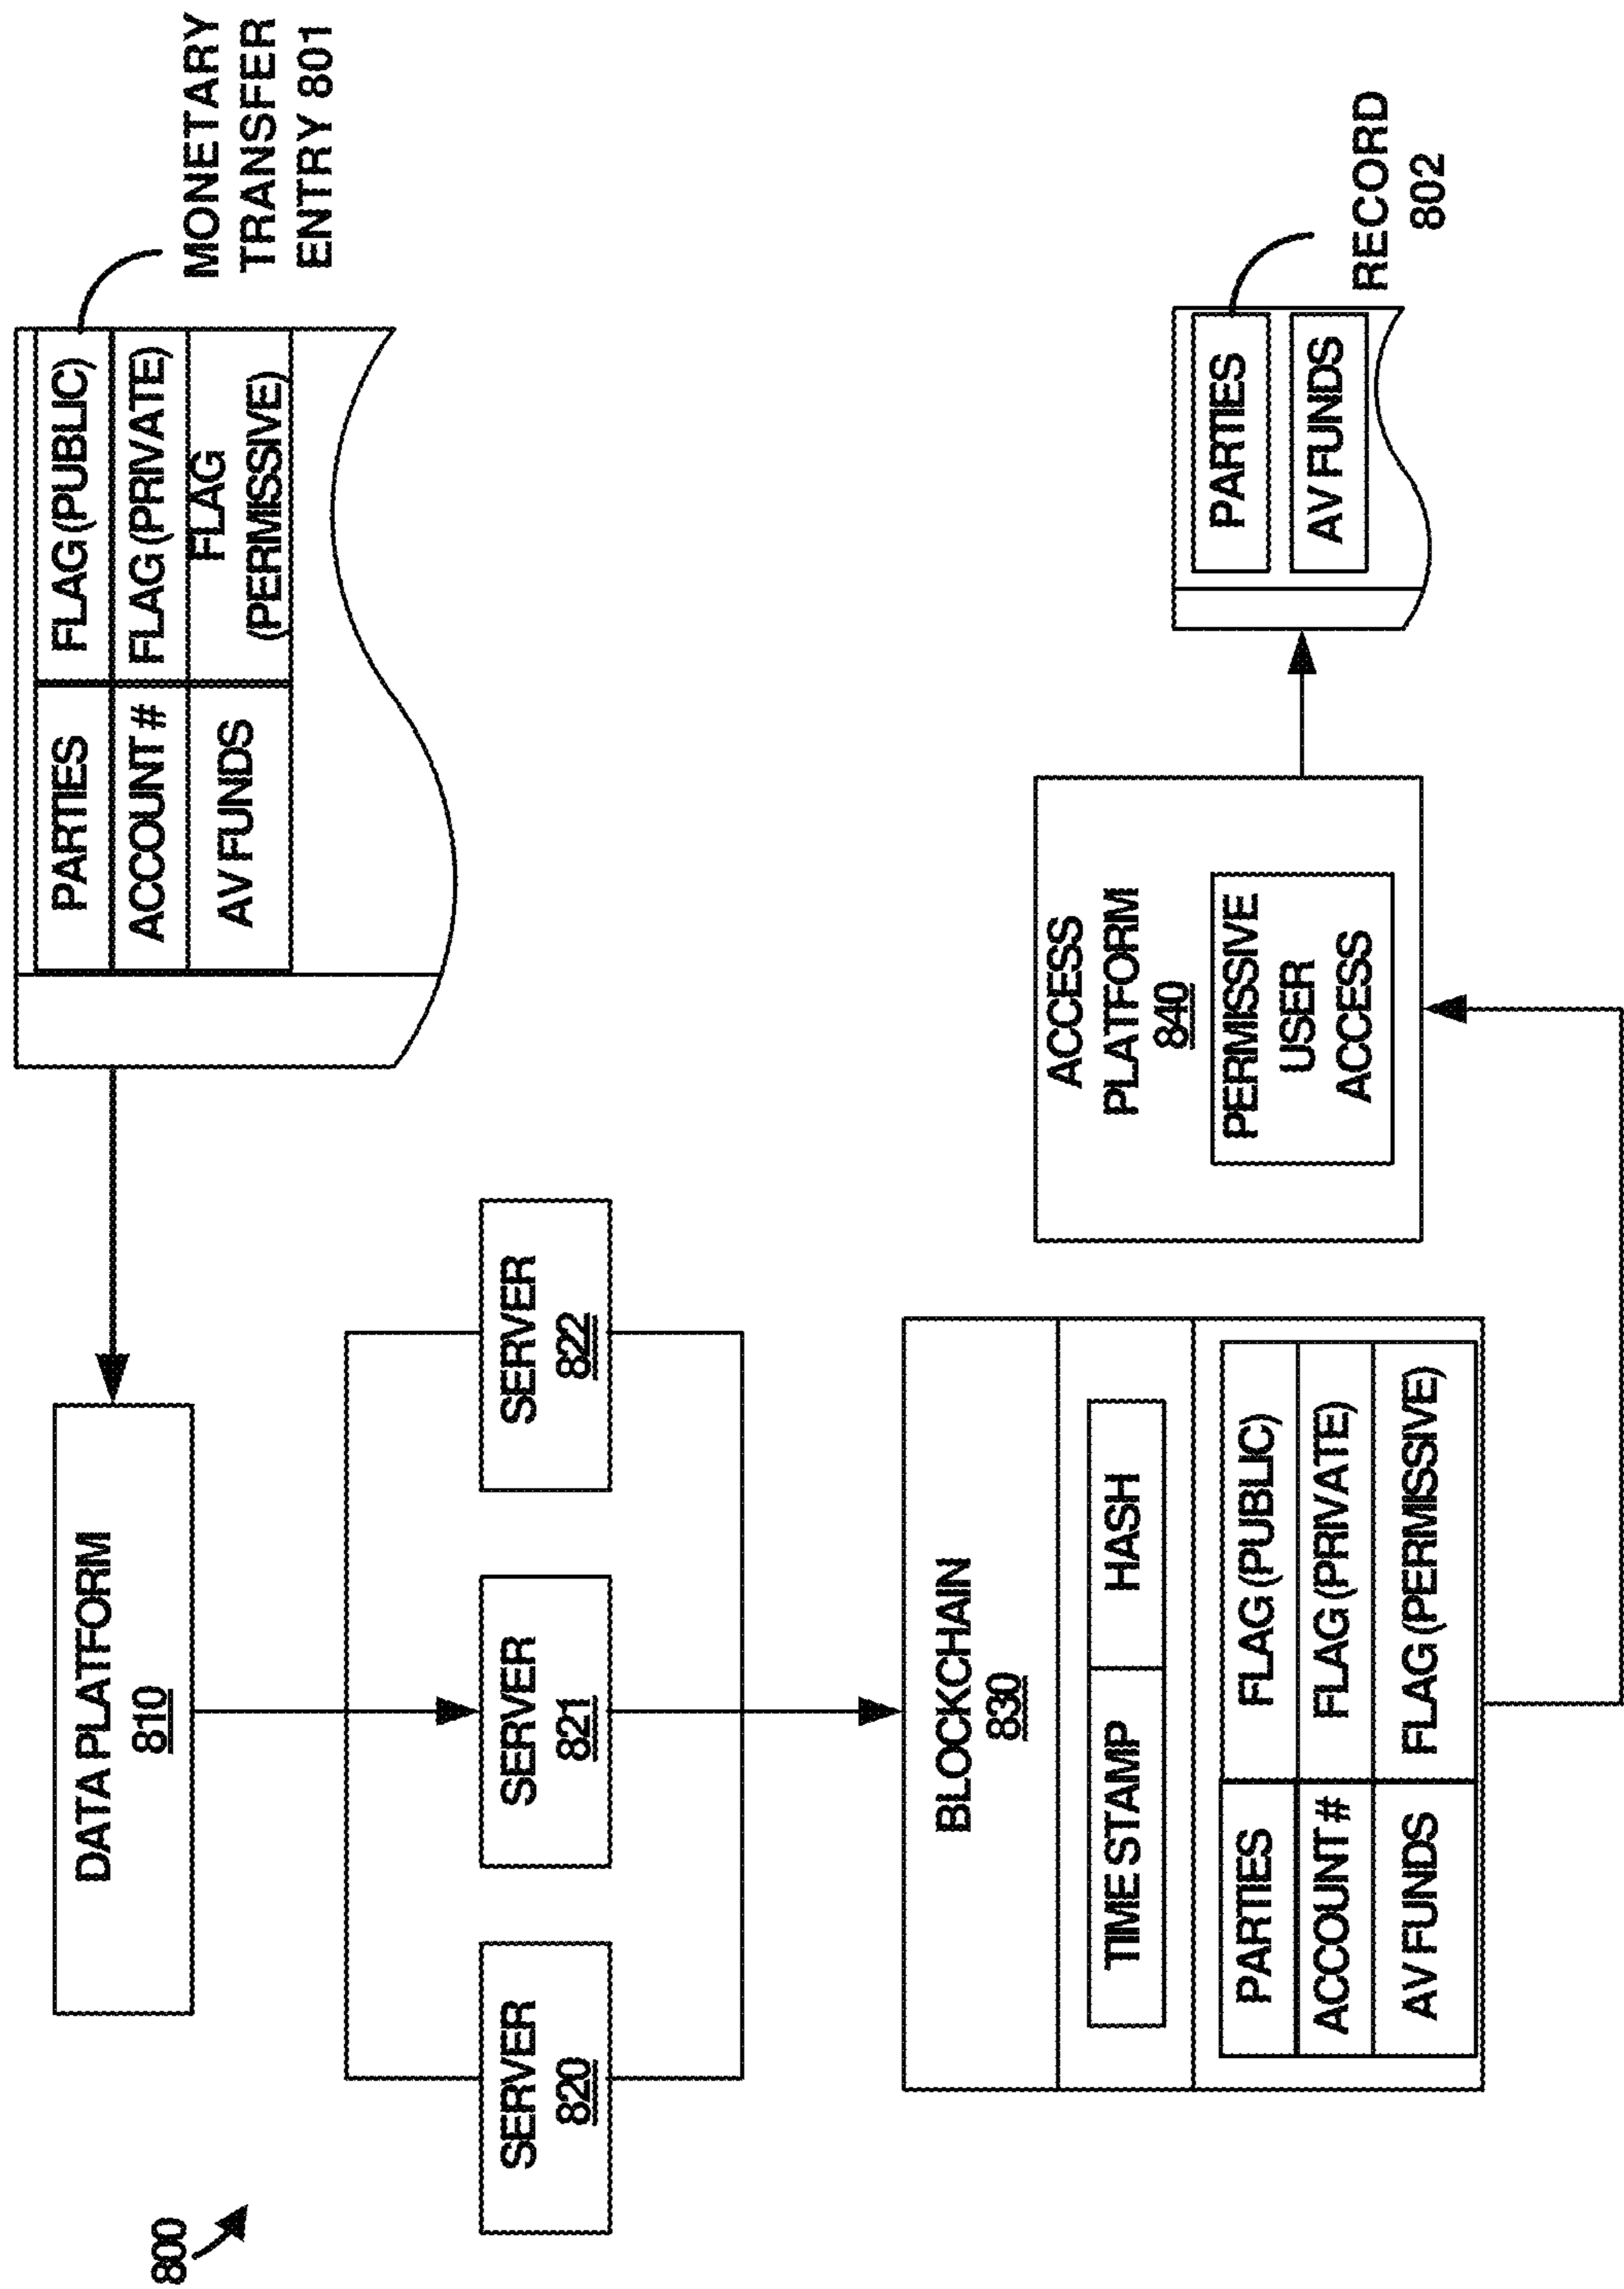 800
DATA PLATFORM
810
PARTIES
FLAG (PUBLIC)
ACCOUNT #
FLAG (PRIVATE)
AV FUNDS
FLAG
(PERMISSIVE)
MONETARY
TRANSFER
ENTRY 801
SERVER
820
SERVER
821
SERVER
822
BLOCKCHAIN
830
TIME STAMP
HASH
PARTIES
FLAG (PUBLIC)
ACCOUNT #
FLAG (PRIVATE)
AV FUNDS
FLAG (PERMISSIVE)
ACCESS
PLATFORM
840
PERMISSIVE
USER
ACCESS
PARTIES
AV FUNDS
RECORD
802